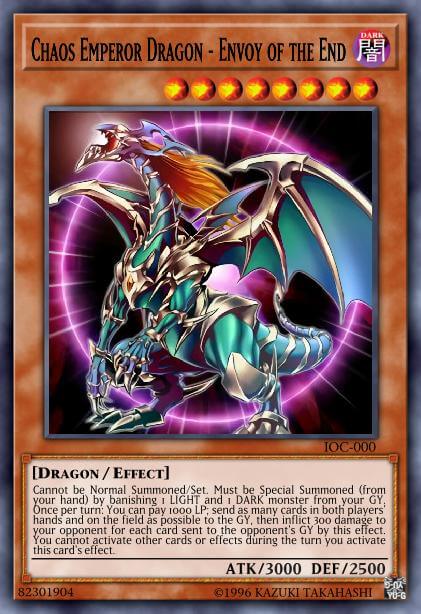 Chaos Emperor Dragon - Envoy of the End
DARK
闇
IOC-000
[Dragon / Effect]
Cannot be Normal Summoned/Set. Must be Special Summoned (from
your hand) by banishing 1 LIGHT and 1 DARK monster from your GY.
Once per turn: You can pay 1000 LP; send as many cards in both players'
hands and on the field as possible to the GY, then inflict 300 damage to
your opponent for each card sent to the opponent's GY by this effect.
You cannot activate other cards or effects during the turn you activate
this card's effect.
ATK/3000 DEF/2500
82301904
©1996 KAZUKI TAKAHASHI